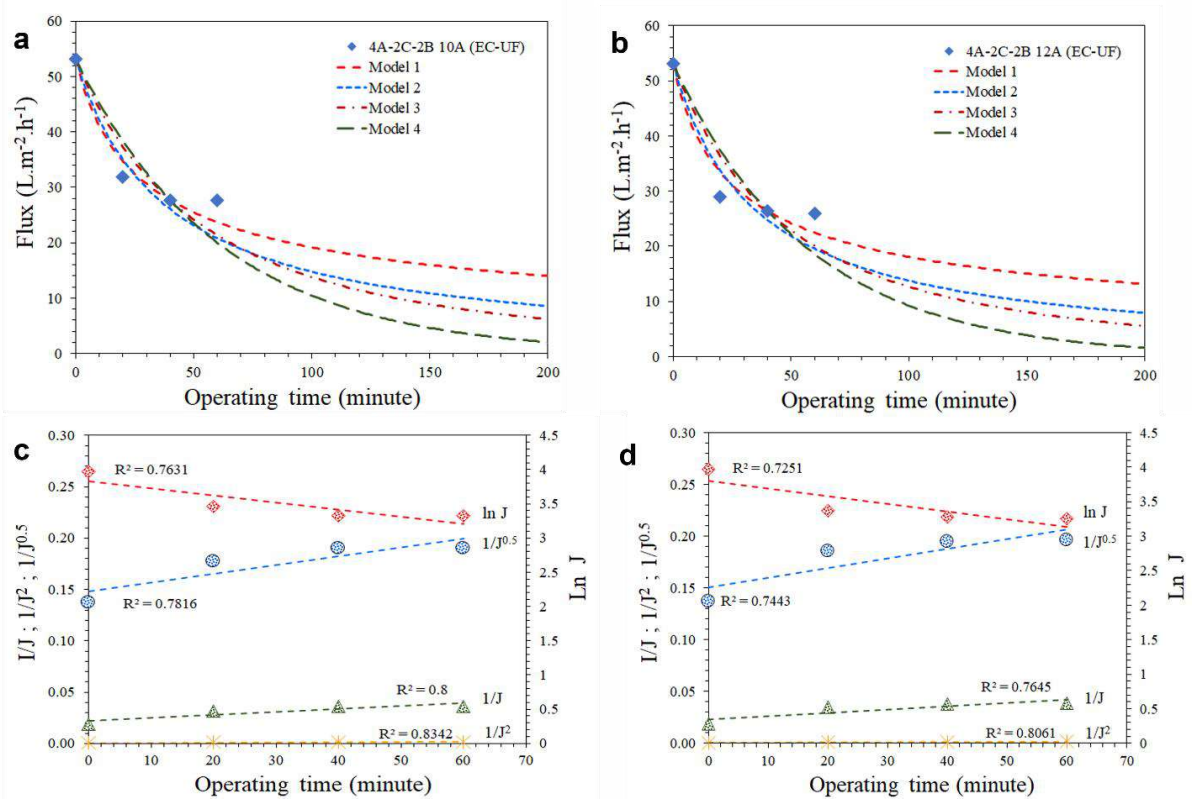 a
60
50
40
30
20
10
0
Flux (L.m⁻².h⁻¹)
4A-2C-2B 10A (EC-UF)
Model 1
Model 2
Model 3
Model 4
0 50 100 150 200
Operating time (minute)
b
60
50
40
30
20
10
0
Flux (L.m⁻².h⁻¹)
4A-2C-2B 12A (EC-UF)
Model 1
Model 2
Model 3
Model 4
0 50 100 150 200
Operating time (minute)
c
0.30
0.25
0.20
0.15
0.10
0.05
0.00
I/J ; 1/J² ; 1/J⁰·⁵
R² = 0.7631
ln J
1/J⁰·⁵
R² = 0.7816
R² = 0.8
1/J
R² = 0.8342
1/J²
4.5
4
3.5
3
2.5
2
1.5
1
0.5
0
Ln J
0 10 20 30 40 50 60 70
Operating time (minute)
d
0.30
0.25
0.20
0.15
0.10
0.05
0.00
I/J ; 1/J² ; 1/J⁰·⁵
R² = 0.7251
ln J
1/J⁰·⁵
R² = 0.7443
R² = 0.7645
1/J
R² = 0.8061
1/J²
4.5
4
3.5
3
2.5
2
1.5
1
0.5
0
Ln J
0 10 20 30 40 50 60 70
Operating time (minute)